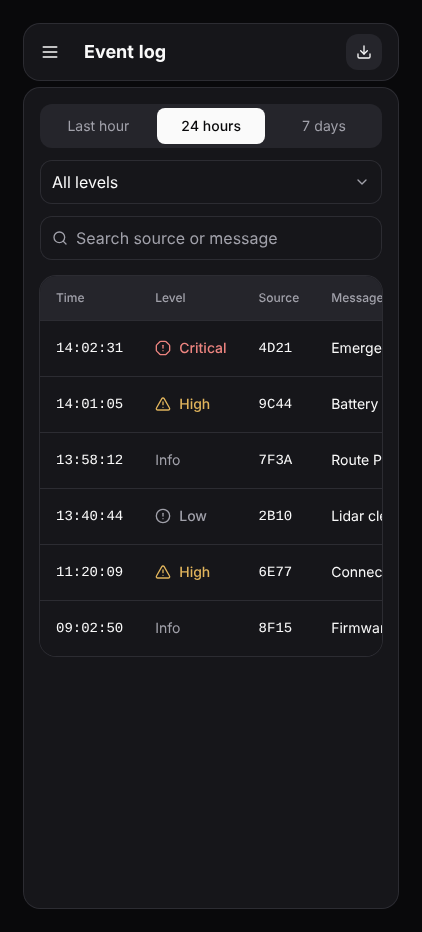 Event log
Last hour 24 hours 7 days
All levels
Search source or message
Time Level Source Message
14:02:31 Critical 4D21 Emerge
14:01:05 High 9C44 Battery
13:58:12 Info 7F3A Route P
13:40:44 Low 2B10 Lidar cle
11:20:09 High 6E77 Connec
09:02:50 Info 8F15 Firmwar